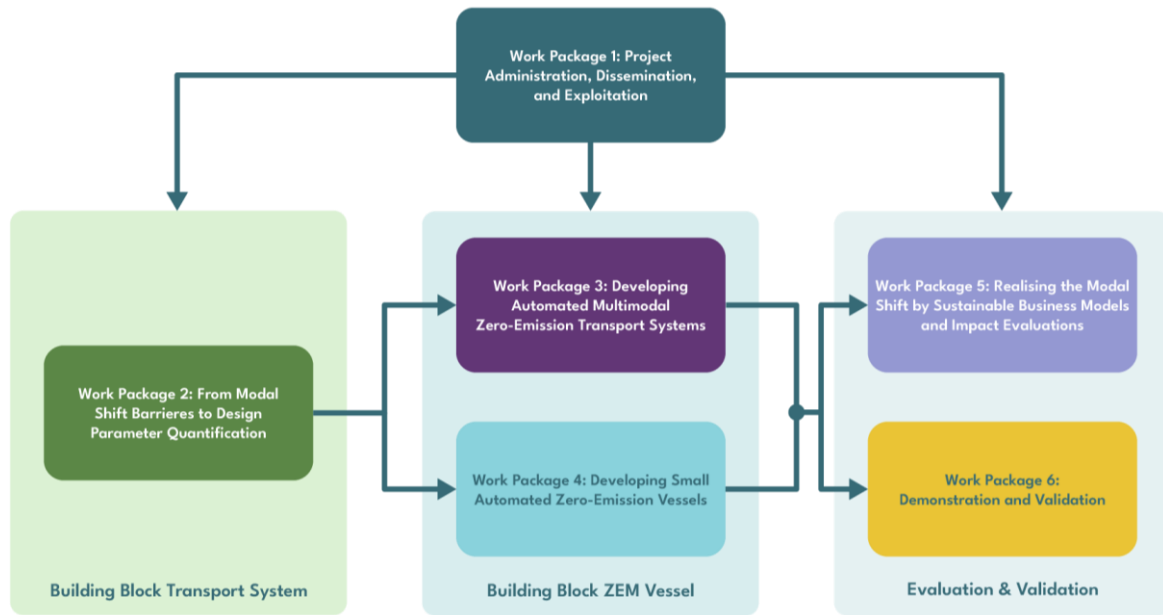 Work Package 1: Project
Administration, Dissemination,
and Exploitation
Work Package 2: From Modal
Shift Barrieres to Design
Parameter Quantification
Building Block Transport System
Work Package 3: Developing
Automated Multimodal
Zero-Emission Transport Systems
Work Package 4: Developing Small
Automated Zero-Emission Vessels
Building Block ZEM Vessel
Work Package 5: Realising the Modal
Shift by Sustainable Business Models
and Impact Evaluations
Work Package 6:
Demonstration and Validation
Evaluation & Validation